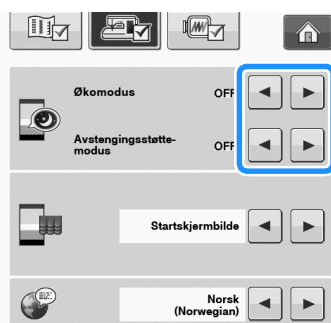 Økomodus OFF
Avstengingsstøtte-
modus OFF
Startskjermbilde
Norsk
(Norwegian)